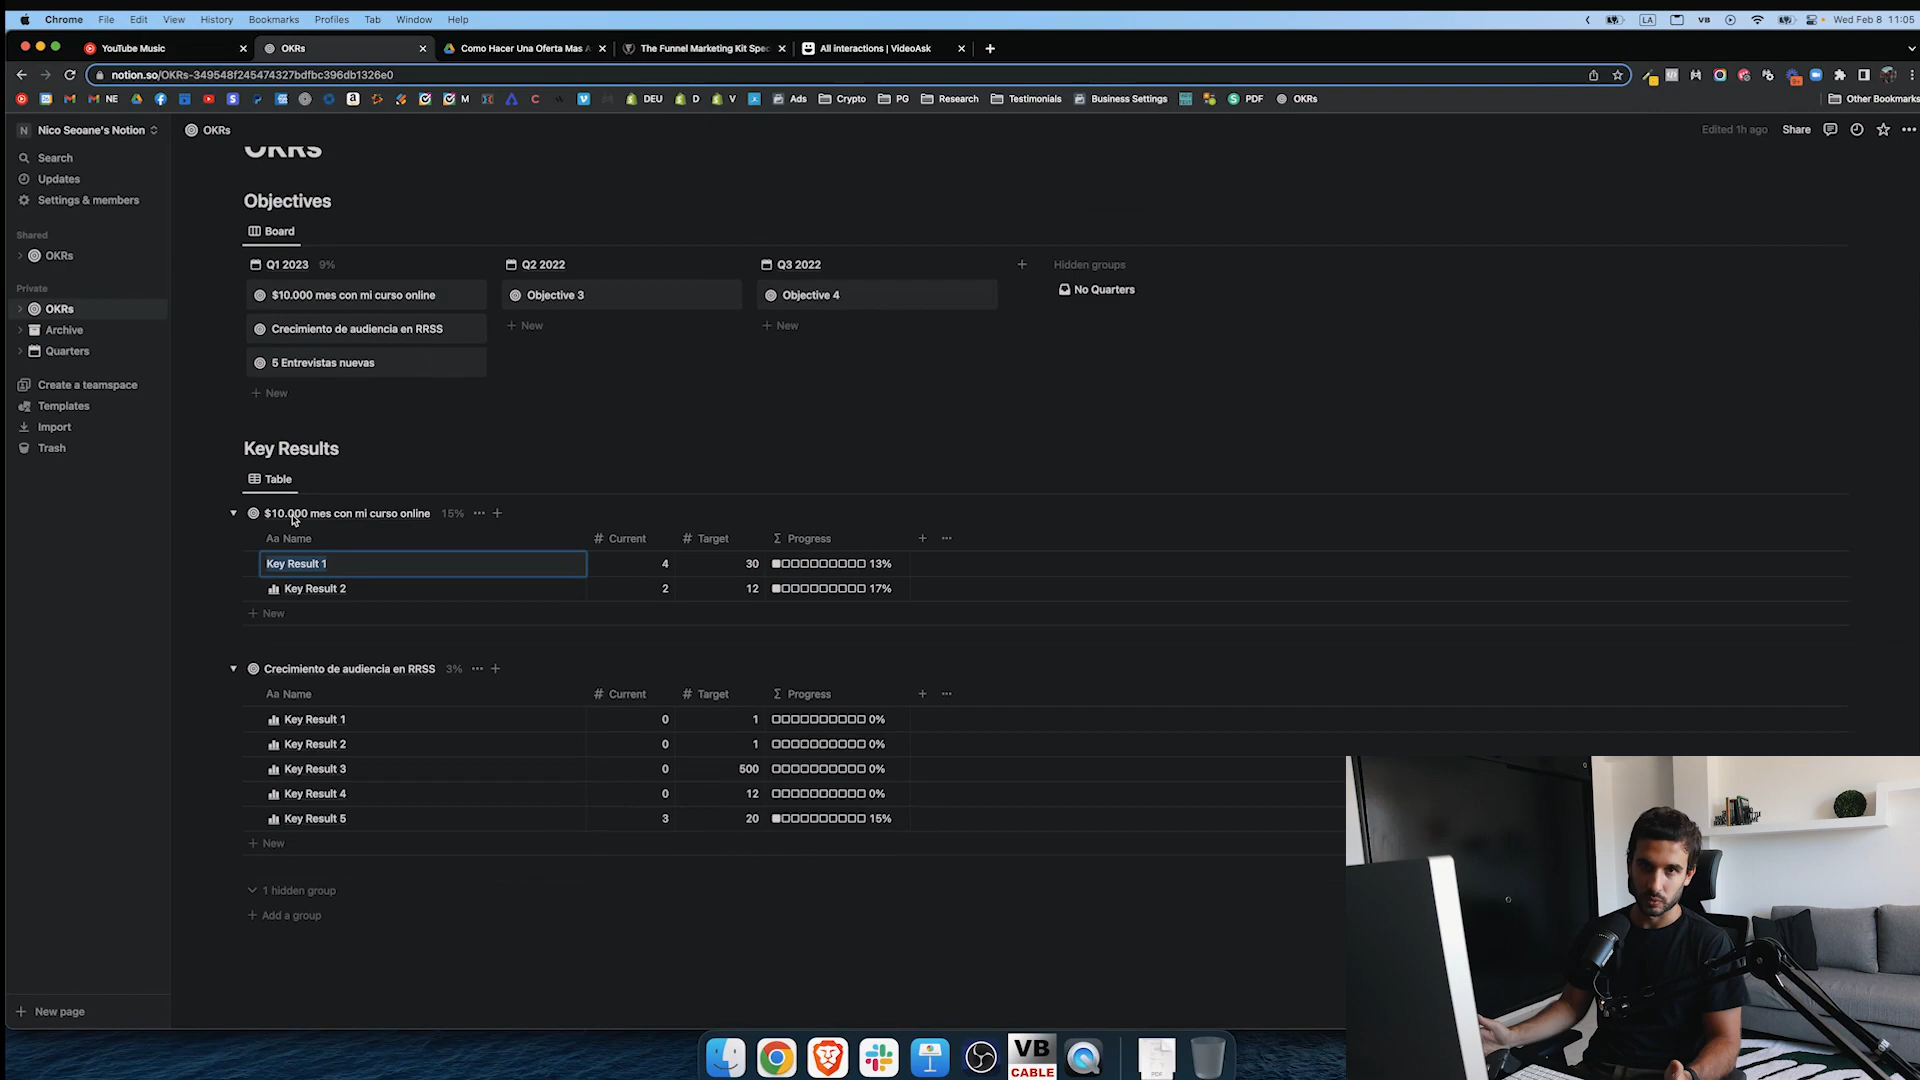 Chrome File Edit View History Bookmarks Profiles Tab Window Help
LA VB Wed Feb 8 11:05
YouTube Music
OKRs
Como Hacer Una Oferta Mas A
The Funnel Marketing Kit Spec
All interactions | VideoAsk
notion.so/OKRs-349548f245474327bdfbc396db1326e0
NE M DEU D V Ads Crypto PG Research Testimonials Business Settings PDF OKRs Other Bookmarks
N Nico Seoane's Notion
OKRs
Edited 1h ago Share
Search
Updates
Settings & members
Shared
OKRs
Private
OKRs
Archive
Quarters
Create a teamspace
Templates
Import
Trash
New page
OKRs
Objectives
Board
Q1 2023 9%
$10.000 mes con mi curso online
Crecimiento de audiencia en RRSS
5 Entrevistas nuevas
New
Q2 2022
Objective 3
New
Q3 2022
Objective 4
New
Hidden groups
No Quarters
Key Results
Table
$10.000 mes con mi curso online 15%
Aa Name # Current # Target Σ Progress
Key Result 1 4 30 13%
Key Result 2 2 12 17%
New
Crecimiento de audiencia en RRSS 3%
Aa Name # Current # Target Σ Progress
Key Result 1 0 1 0%
Key Result 2 0 1 0%
Key Result 3 0 500 0%
Key Result 4 0 12 0%
Key Result 5 3 20 15%
New
1 hidden group
Add a group
VB
CABLE
PDF